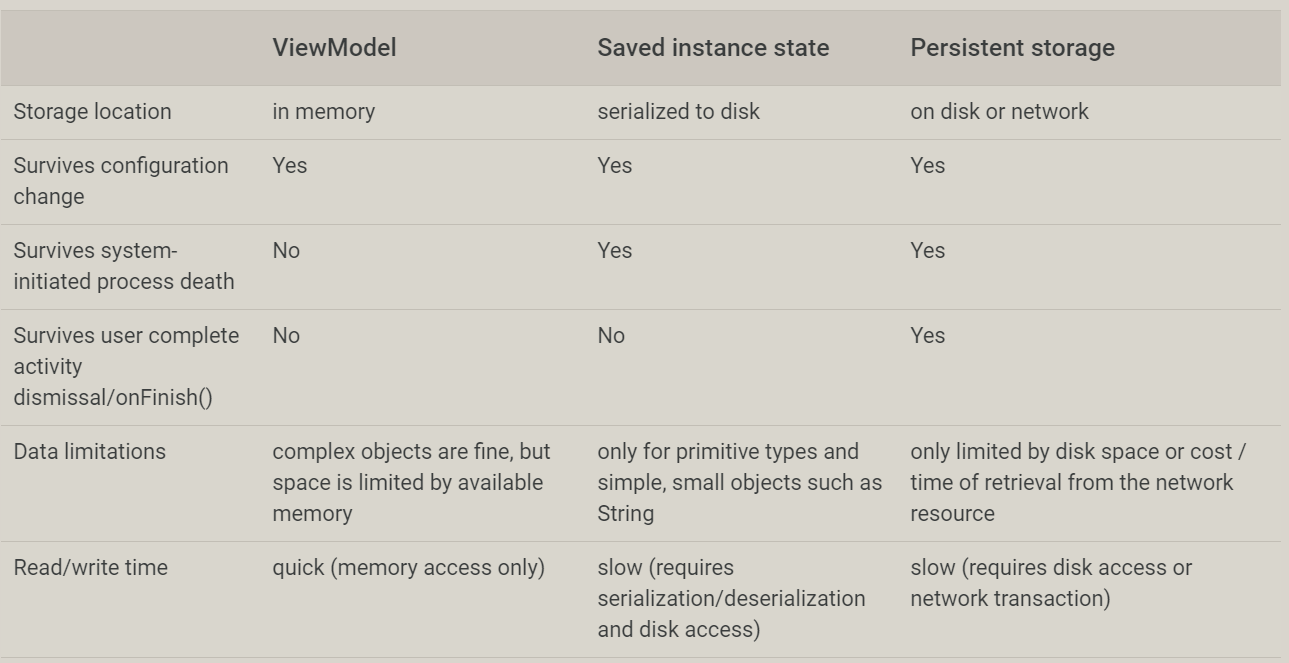 ViewModel Saved instance state Persistent storage
Storage location in memory serialized to disk on disk or network
Survives configuration Yes Yes Yes
change
Survives system- No Yes Yes
initiated process death
Survives user complete No No Yes
activity
dismissal/onFinish()
Data limitations complex objects are fine, but only for primitive types and only limited by disk space or cost /
space is limited by available simple, small objects such as time of retrieval from the network
memory String resource
Read/write time quick (memory access only) slow (requires slow (requires disk access or
serialization/deserialization network transaction)
and disk access)